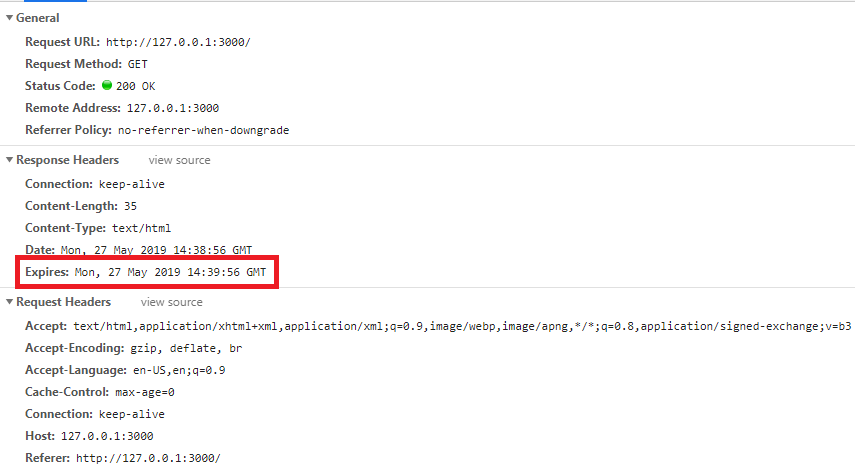 General
Request URL: http://127.0.0.1:3000/
Request Method: GET
Status Code: 200 OK
Remote Address: 127.0.0.1:3000
Referrer Policy: no-referrer-when-downgrade
Response Headers view source
Connection: keep-alive
Content-Length: 35
Content-Type: text/html
Date: Mon, 27 May 2019 14:38:56 GMT
Expires: Mon, 27 May 2019 14:39:56 GMT
Request Headers view source
Accept: text/html,application/xhtml+xml,application/xml;q=0.9,image/webp,image/apng,*/*;q=0.8,application/signed-exchange;v=b3
Accept-Encoding: gzip, deflate, br
Accept-Language: en-US,en;q=0.9
Cache-Control: max-age=0
Connection: keep-alive
Host: 127.0.0.1:3000
Referer: http://127.0.0.1:3000/